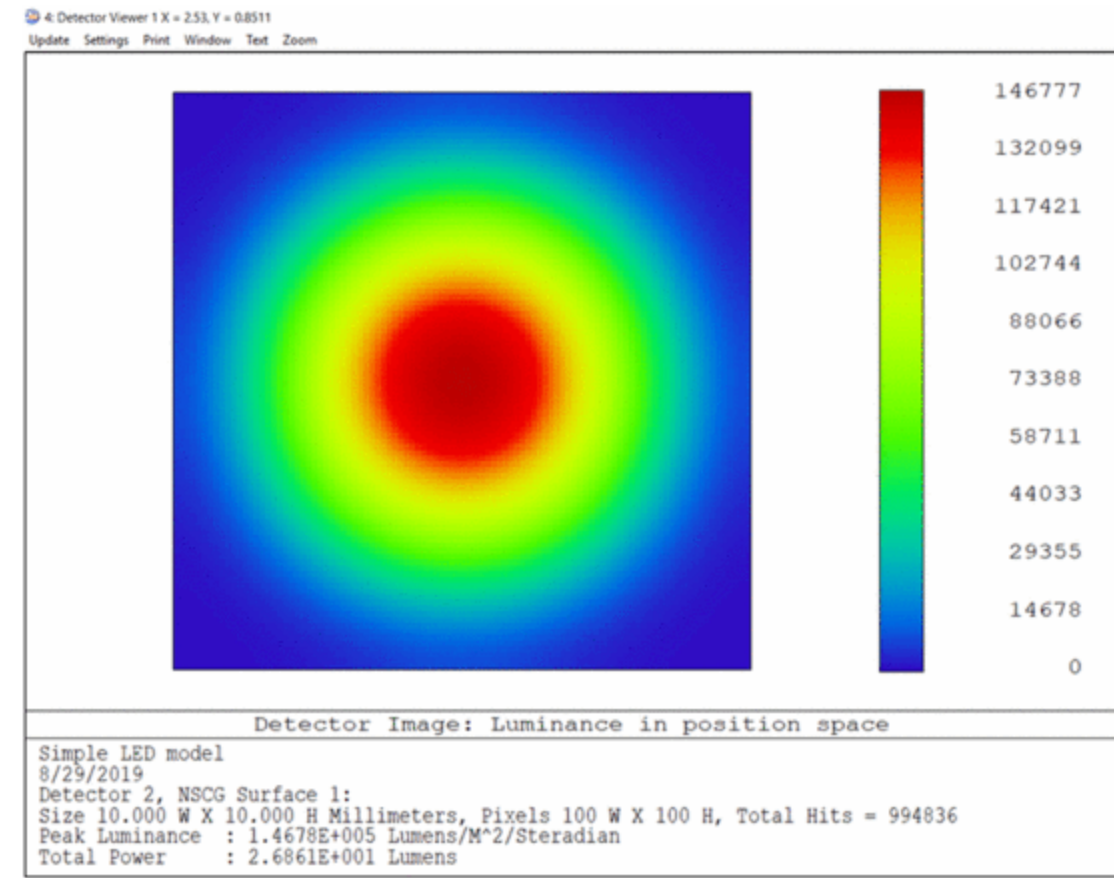 4: Detector Viewer 1 X = 2.53, Y = 0.8511
Update Settings Print Window Text Zoom
146777
132099
117421
102744
88066
73388
58711
44033
29355
14678
0
Detector Image: Luminance in position space
Simple LED model
8/29/2019
Detector 2, NSCG Surface 1:
Size 10.000 W X 10.000 H Millimeters, Pixels 100 W X 100 H, Total Hits = 994836
Peak Luminance : 1.4678E+005 Lumens/M^2/Steradian
Total Power : 2.6861E+001 Lumens